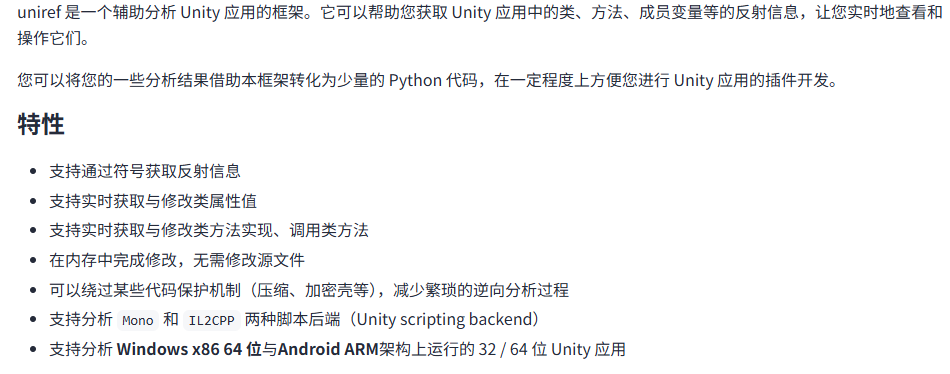 uniref 是一个辅助分析 Unity 应用的框架。它可以帮助您获取 Unity 应用中的类、方法、成员变量等的反射信息，让您实时地查看和
操作它们。
您可以将您的一些分析结果借助本框架转化为少量的 Python 代码，在一定程度上方便您进行 Unity 应用的插件开发。
特性
• 支持通过符号获取反射信息
• 支持实时获取与修改类属性值
• 支持实时获取与修改类方法实现、调用类方法
• 在内存中完成修改，无需修改源文件
• 可以绕过某些代码保护机制（压缩、加密壳等），减少繁琐的逆向分析过程
• 支持分析 Mono 和 IL2CPP 两种脚本后端（Unity scripting backend）
• 支持分析 Windows x86 64 位与Android ARM架构上运行的 32 / 64 位 Unity 应用